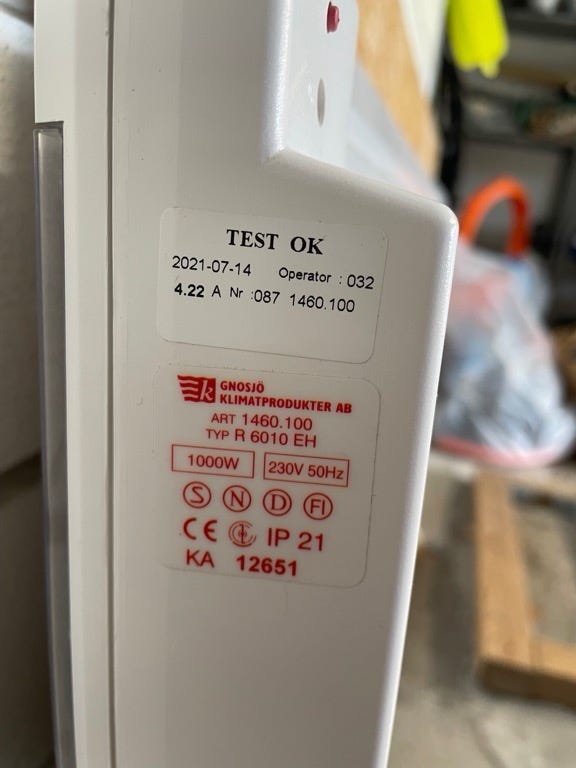 TEST OK
2021-07-14 Operator : 032
4.22 A Nr :087 1460.100
k GNOSJÖ
KLIMATPRODUKTER AB
ART 1460.100
TYP R 6010 EH
1000W 230V 50Hz
S N D FI
CE IP 21
KA 12651